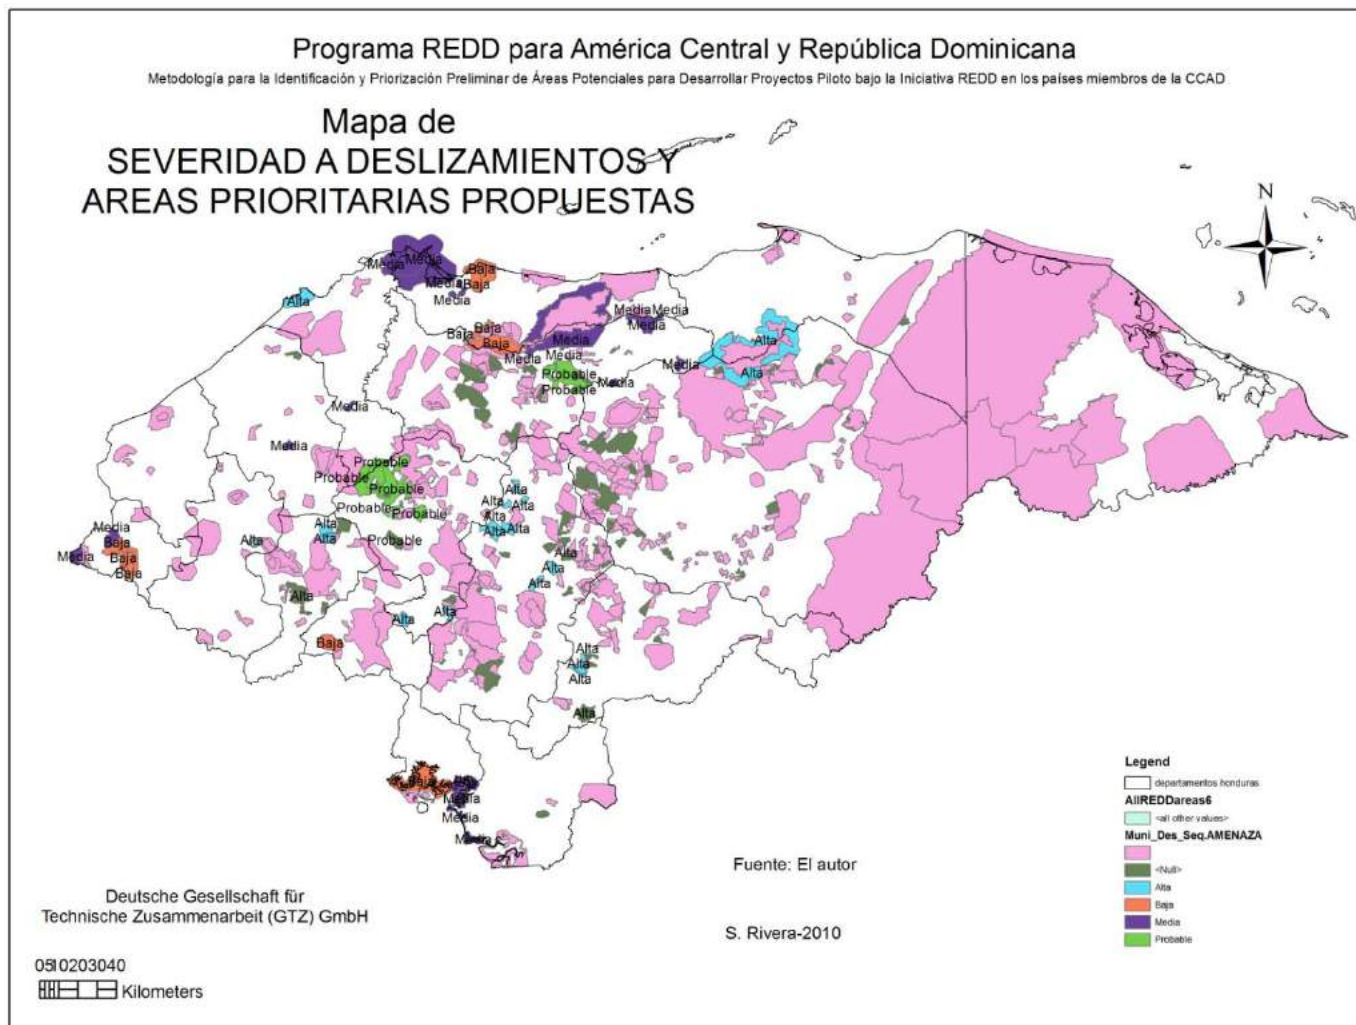 Programa REDD para América Central y República Dominicana
Metodología para la Identificación y Priorización Preliminar de Áreas Potenciales para Desarrollar Proyectos Piloto bajo la Iniciativa REDD en los países miembros de la CCAD
Mapa de
SEVERIDAD A DESLIZAMIENTOS Y
AREAS PRIORITARIAS PROPUESTAS
N
Media
Media
Baja
Media
Baja
Media
Alta
Media
Media
Media
Baja
Baja
Baja
Media
Media
Media
Alta
Media
Alta
Probable
Probable
Media
Media
Media
Probable
Probable
Probable
Probable
Probable
Probable
Alta
Alta
Alta
Alta
Alta
Alta
Alta
Alta
Alta
Media
Baja
Media
Baja
Baja
Alta
Alta
Alta
Alta
Alta
Alta
Baja
Alta
Alta
Alta
Alta
Baja
Media
Media
Media
Legend
departamentos honduras
AllREDDareas6
<all other values>
Muni_Des_Seq.AMENAZA
<Null>
Alta
Baja
Media
Probable
Fuente: El autor
Deutsche Gesellschaft für
Technische Zusammenarbeit (GTZ) GmbH
S. Rivera-2010
0510203040
Kilometers